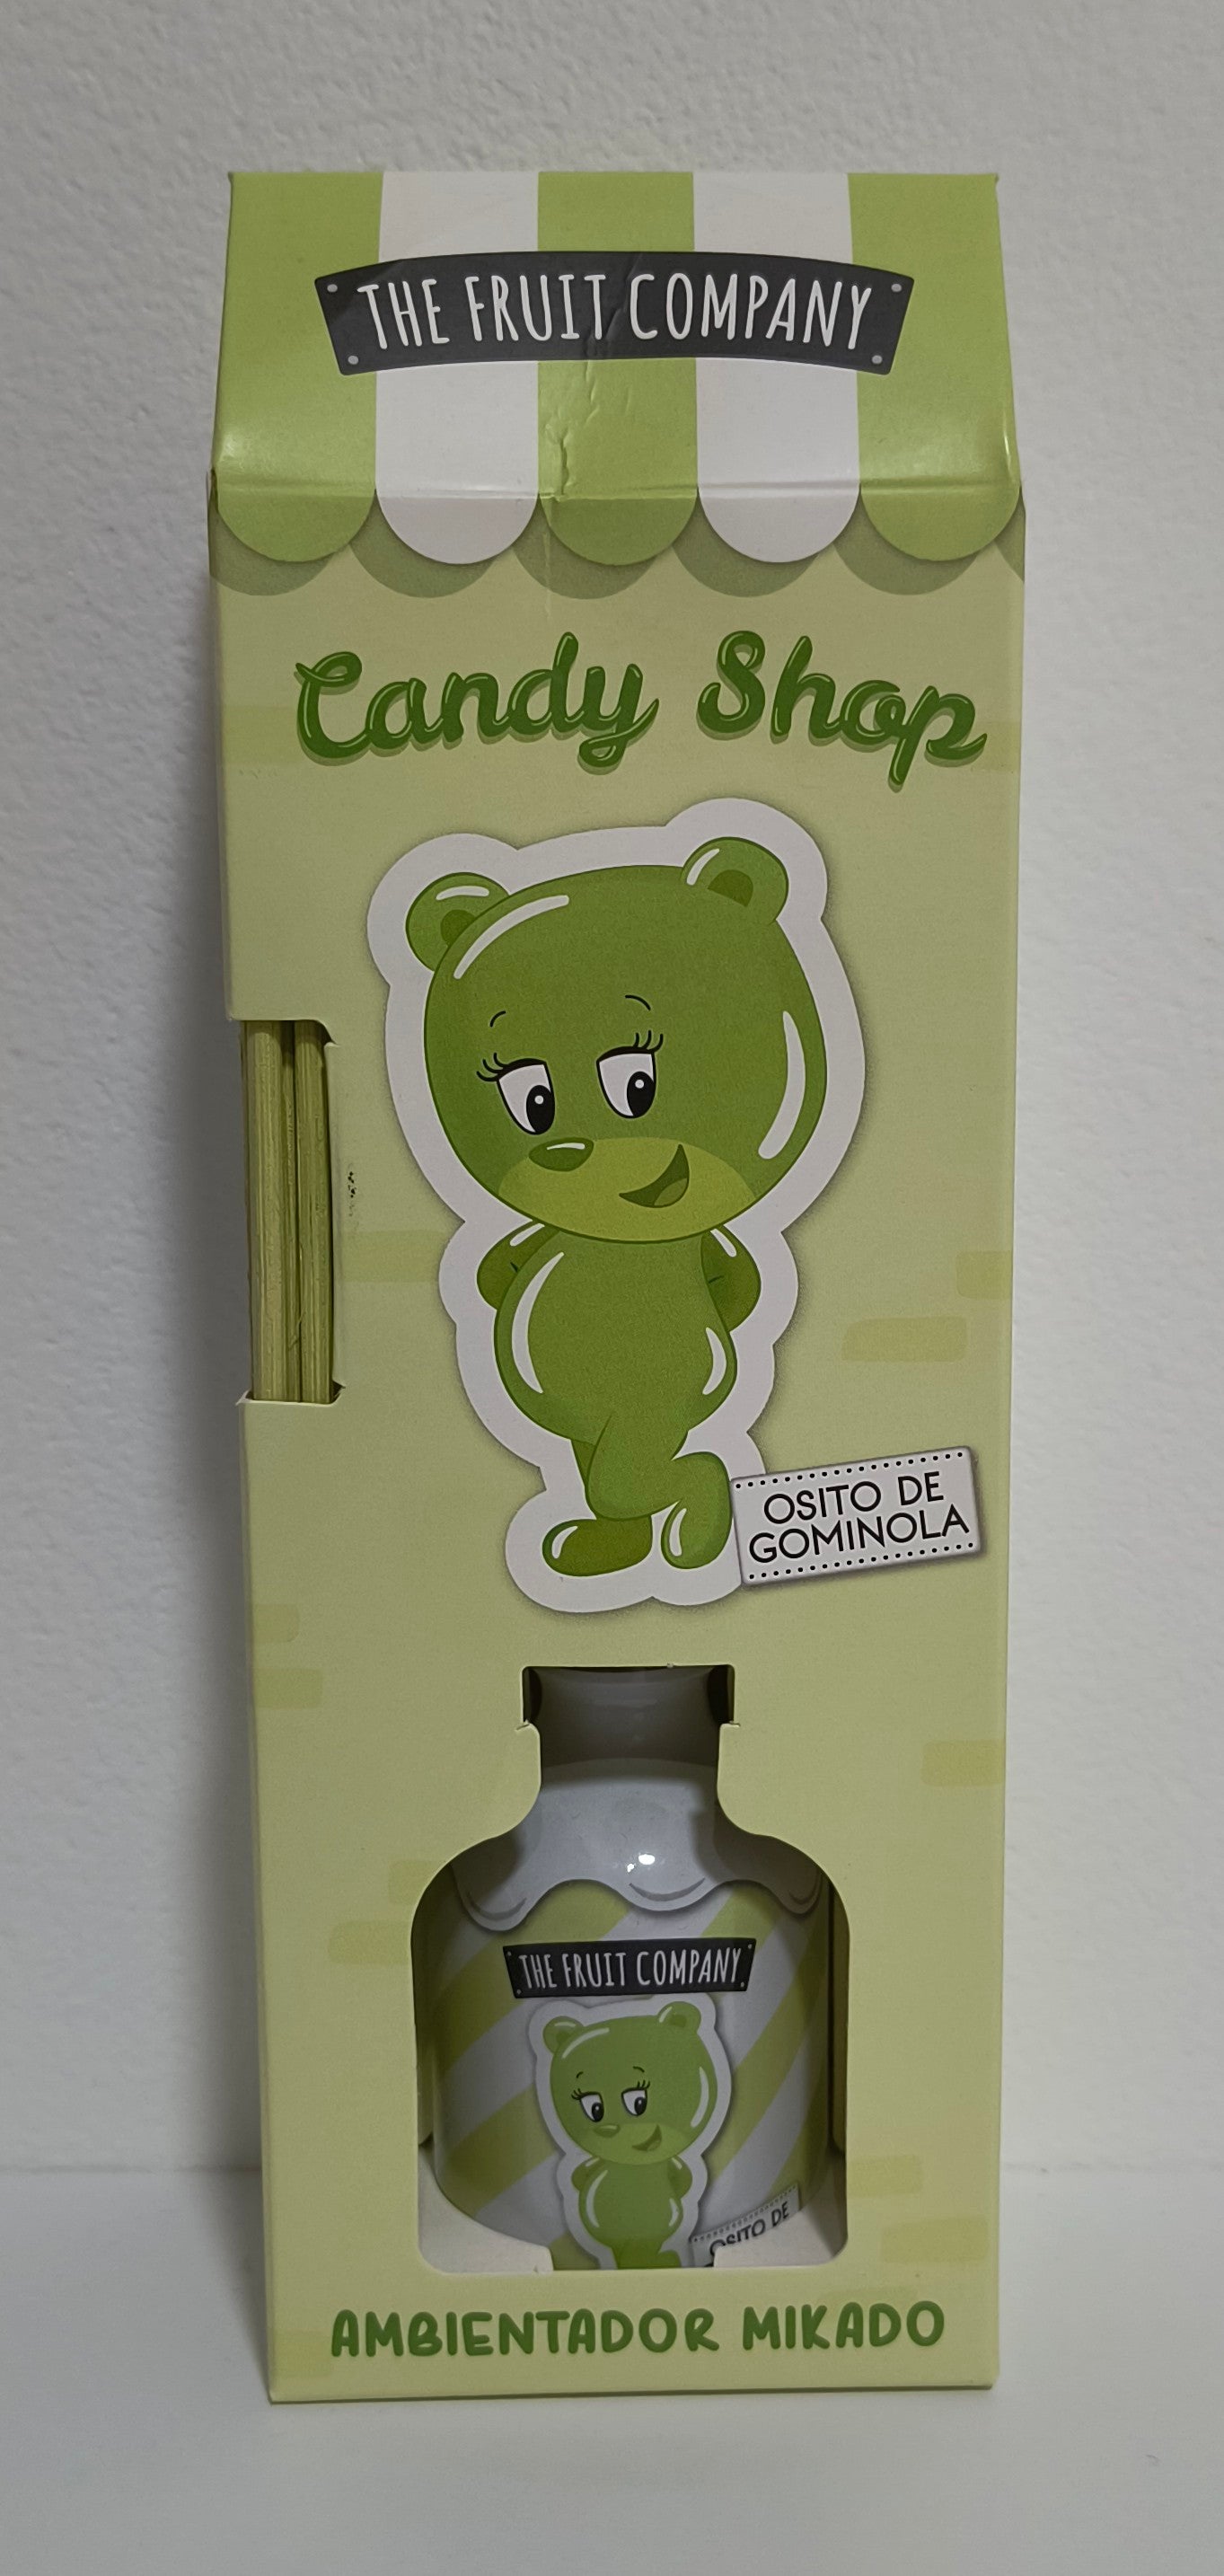 THE FRUIT COMPANY
Candy Shop
OSITO DE
GOMINOLA
THE FRUIT COMPANY
OSITO DE
AMBIENTADOR MIKADO